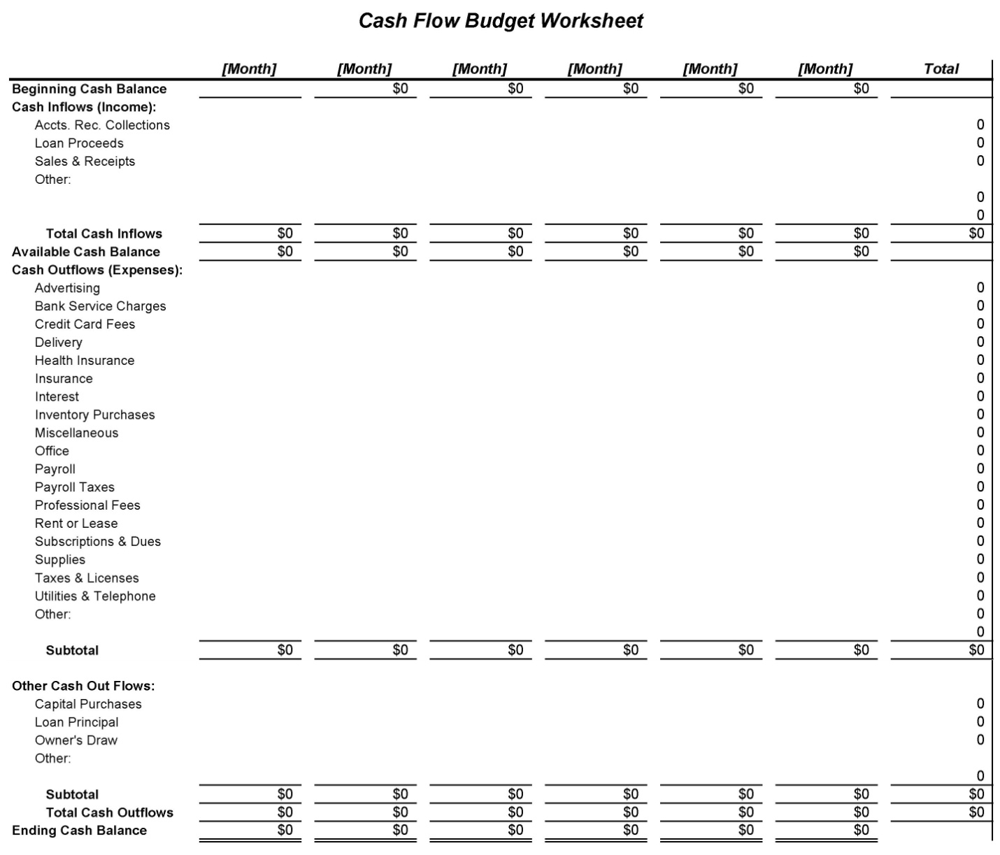 Cash Flow Budget Worksheet
[Month] [Month] [Month] [Month] [Month] [Month] Total
Beginning Cash Balance $0 $0 $0 $0 $0
Cash Inflows (Income):
Accts. Rec. Collections 0
Loan Proceeds 0
Sales & Receipts 0
Other:
0
0
Total Cash Inflows $0 $0 $0 $0 $0 $0 $0
Available Cash Balance $0 $0 $0 $0 $0 $0
Cash Outflows (Expenses):
Advertising 0
Bank Service Charges 0
Credit Card Fees 0
Delivery 0
Health Insurance 0
Insurance 0
Interest 0
Inventory Purchases 0
Miscellaneous 0
Office 0
Payroll 0
Payroll Taxes 0
Professional Fees 0
Rent or Lease 0
Subscriptions & Dues 0
Supplies 0
Taxes & Licenses 0
Utilities & Telephone 0
Other: 0
0
Subtotal $0 $0 $0 $0 $0 $0 $0
Other Cash Out Flows:
Capital Purchases 0
Loan Principal 0
Owner's Draw 0
Other:
0
Subtotal $0 $0 $0 $0 $0 $0 $0
Total Cash Outflows $0 $0 $0 $0 $0 $0 $0
Ending Cash Balance $0 $0 $0 $0 $0 $0